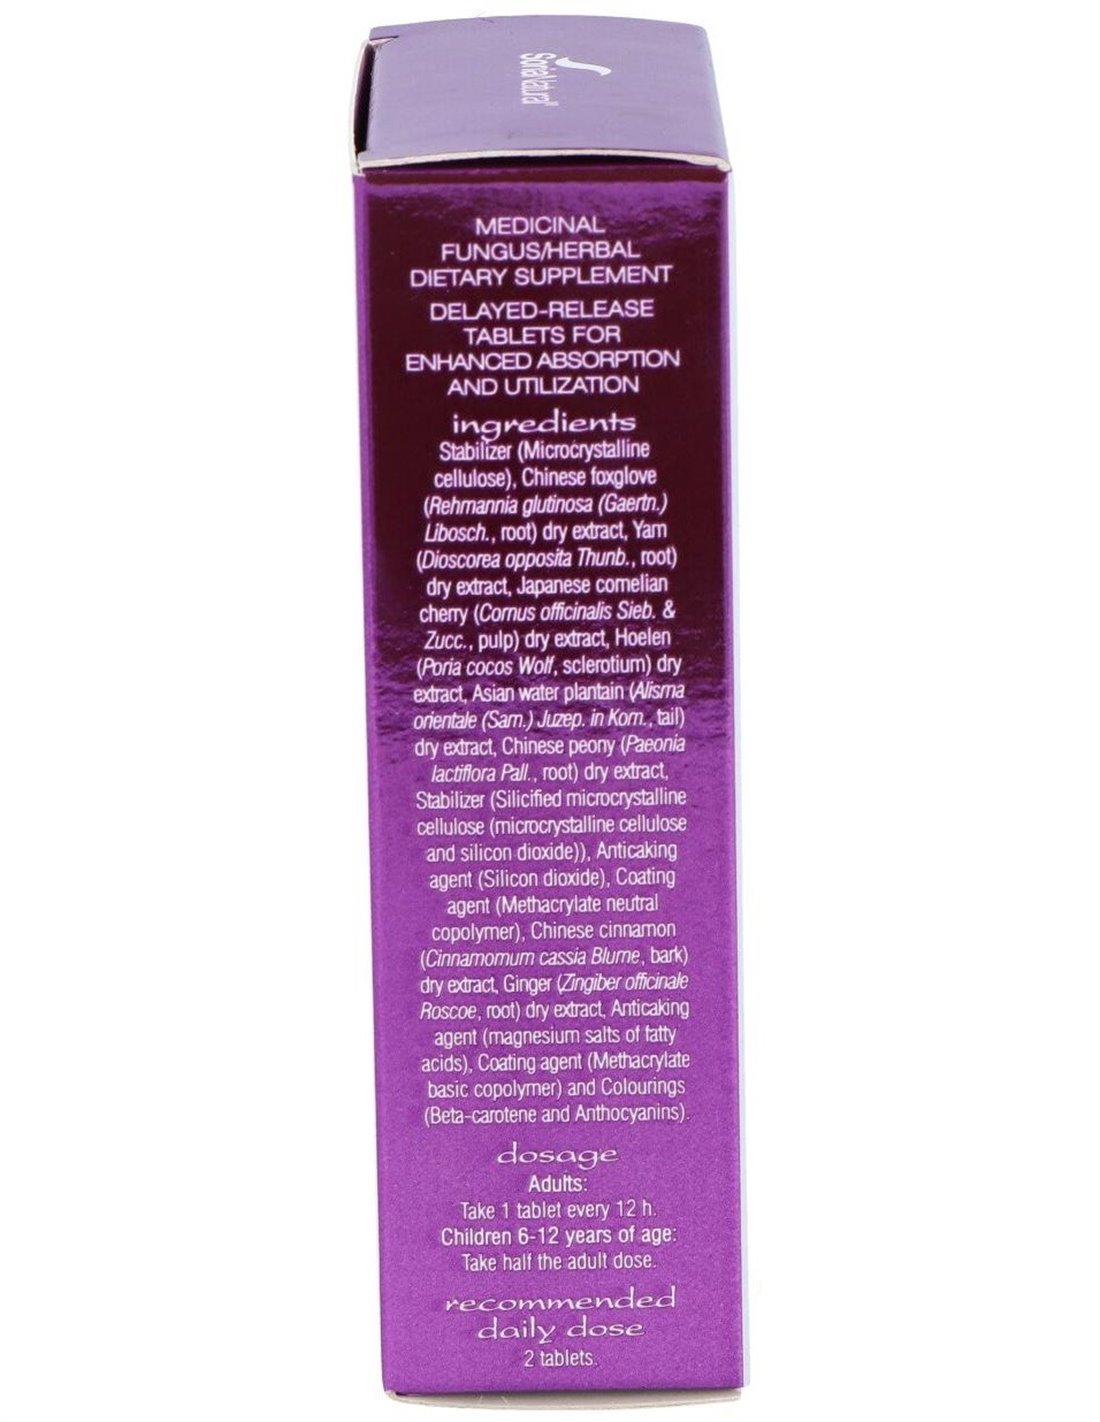 Soria Natural®
MEDICINAL
FUNGUS/HERBAL
DIETARY SUPPLEMENT
DELAYED-RELEASE
TABLETS FOR
ENHANCED ABSORPTION
AND UTILIZATION
ingredients
Stabilizer (Microcrystalline
cellulose), Chinese foxglove
(Rehmannia glutinosa (Gaertn.)
Libosch., root) dry extract, Yam
(Dioscorea opposita Thunb., root)
dry extract, Japanese cornelian
cherry (Cornus officinalis Sieb. &
Zucc., pulp) dry extract, Hoelen
(Poria cocos Wolf, sclerotium) dry
extract, Asian water plantain (Alisma
orientale (Sam.) Juzep. in Kom., tail)
dry extract, Chinese peony (Paeonia
lactiflora Pall., root) dry extract,
Stabilizer (Silicified microcrystalline
cellulose (microcrystalline cellulose
and silicon dioxide)), Anticaking
agent (Silicon dioxide), Coating
agent (Methacrylate neutral
copolymer), Chinese cinnamon
(Cinnamomum cassia Blume, bark)
dry extract, Ginger (Zingiber officinale
Roscoe, root) dry extract, Anticaking
agent (magnesium salts of fatty
acids), Coating agent (Methacrylate
basic copolymer) and Colourings
(Beta-carotene and Anthocyanins).
dosage
Adults:
Take 1 tablet every 12 h.
Children 6-12 years of age:
Take half the adult dose.
recommended
daily dose
2 tablets.